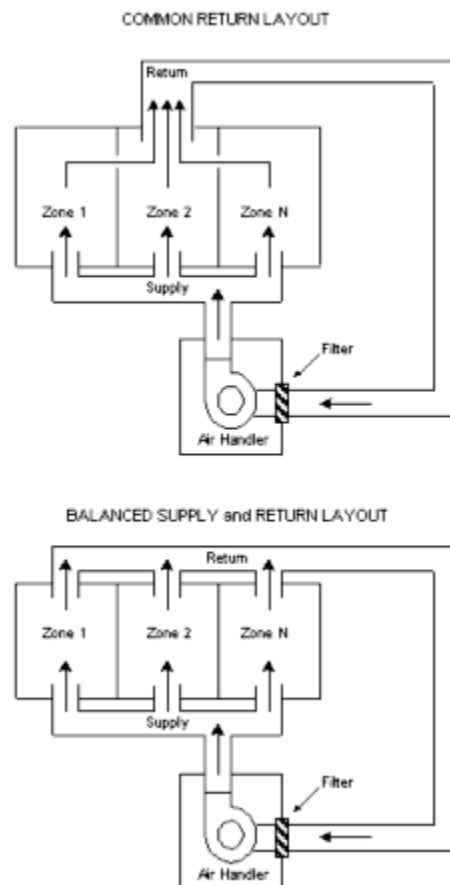 COMMON RETURN LAYOUT
Return
Zone 1
Zone 2
Zone N
Supply
Filter
Air Handler
BALANCED SUPPLY and RETURN LAYOUT
Return
Zone 1
Zone 2
Zone N
Supply
Filter
Air Handler